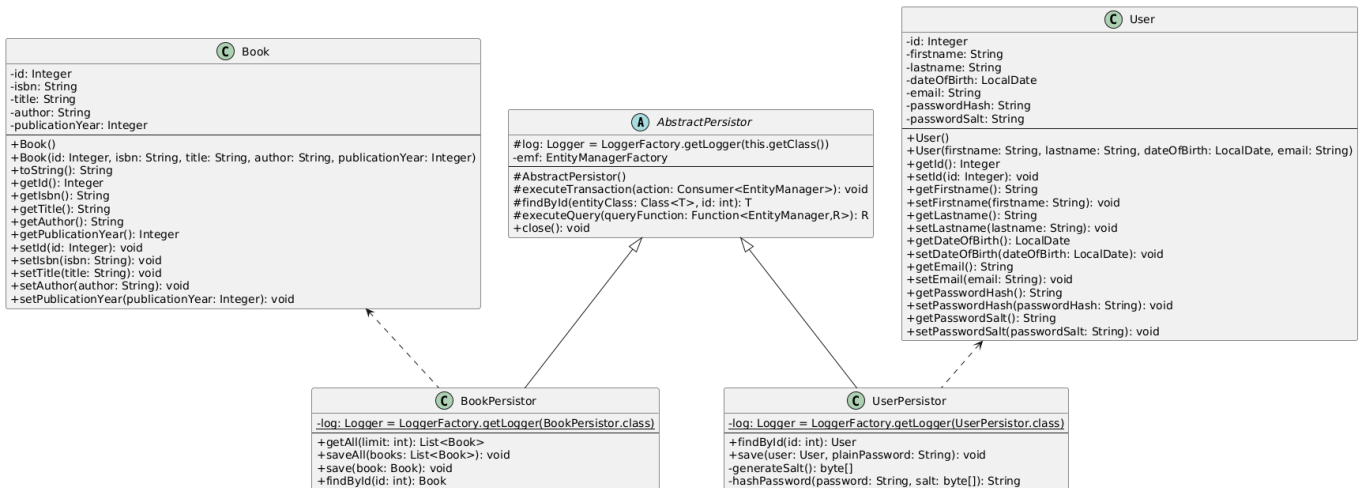 C Book
-id: Integer
-isbn: String
-title: String
-author: String
-publicationYear: Integer
+Book()
+Book(id: Integer, isbn: String, title: String, author: String, publicationYear: Integer)
+toString(): String
+getId(): Integer
+getIsbn(): String
+getTitle(): String
+getAuthor(): String
+getPublicationYear(): Integer
+setId(id: Integer): void
+setIsbn(isbn: String): void
+setTitle(title: String): void
+setAuthor(author: String): void
+setPublicationYear(publicationYear: Integer): void
A AbstractPersistor
#log: Logger = LoggerFactory.getLogger(this.getClass())
-emf: EntityManagerFactory
#AbstractPersistor()
#executeTransaction(action: Consumer<EntityManager>): void
#findById(entityClass: Class<T>, id: int): T
#executeQuery(queryFunction: Function<EntityManager,R>): R
+close(): void
C User
-id: Integer
-firstname: String
-lastname: String
-dateOfBirth: LocalDate
-email: String
-passwordHash: String
-passwordSalt: String
+User()
+User(firstname: String, lastname: String, dateOfBirth: LocalDate, email: String)
+getId(): Integer
+setId(id: Integer): void
+getFirstname(): String
+setFirstname(firstname: String): void
+getLastname(): String
+setLastname(lastname: String): void
+getDateOfBirth(): LocalDate
+setDateOfBirth(dateOfBirth: LocalDate): void
+getEmail(): String
+setEmail(email: String): void
+getPasswordHash(): String
+setPasswordHash(passwordHash: String): void
+getPasswordSalt(): String
+setPasswordSalt(passwordSalt: String): void
C BookPersistor
-log: Logger = LoggerFactory.getLogger(BookPersistor.class)
+getAll(limit: int): List<Book>
+saveAll(books: List<Book>): void
+save(book: Book): void
+findById(id: int): Book
C UserPersistor
-log: Logger = LoggerFactory.getLogger(UserPersistor.class)
+findById(id: int): User
+save(user: User, plainPassword: String): void
-generateSalt(): byte[]
-hashPassword(password: String, salt: byte[]): String